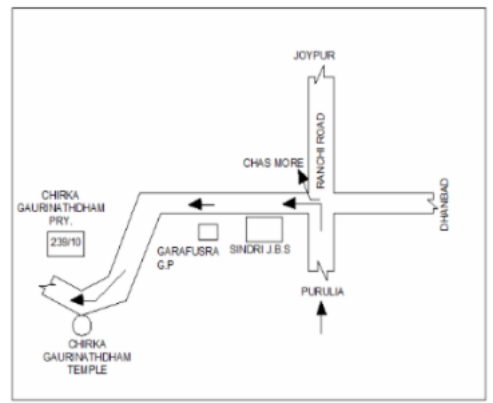 JOYPUR
RANCHI ROAD
CHAS MORE
DHANBAD
CHIRKA
GAURINATHDHAM
PRY.
239/10
GARAFUSRA
G.P
SINDRI J.B.S
PURULIA
CHIRKA
GAURINATHDHAM
TEMPLE